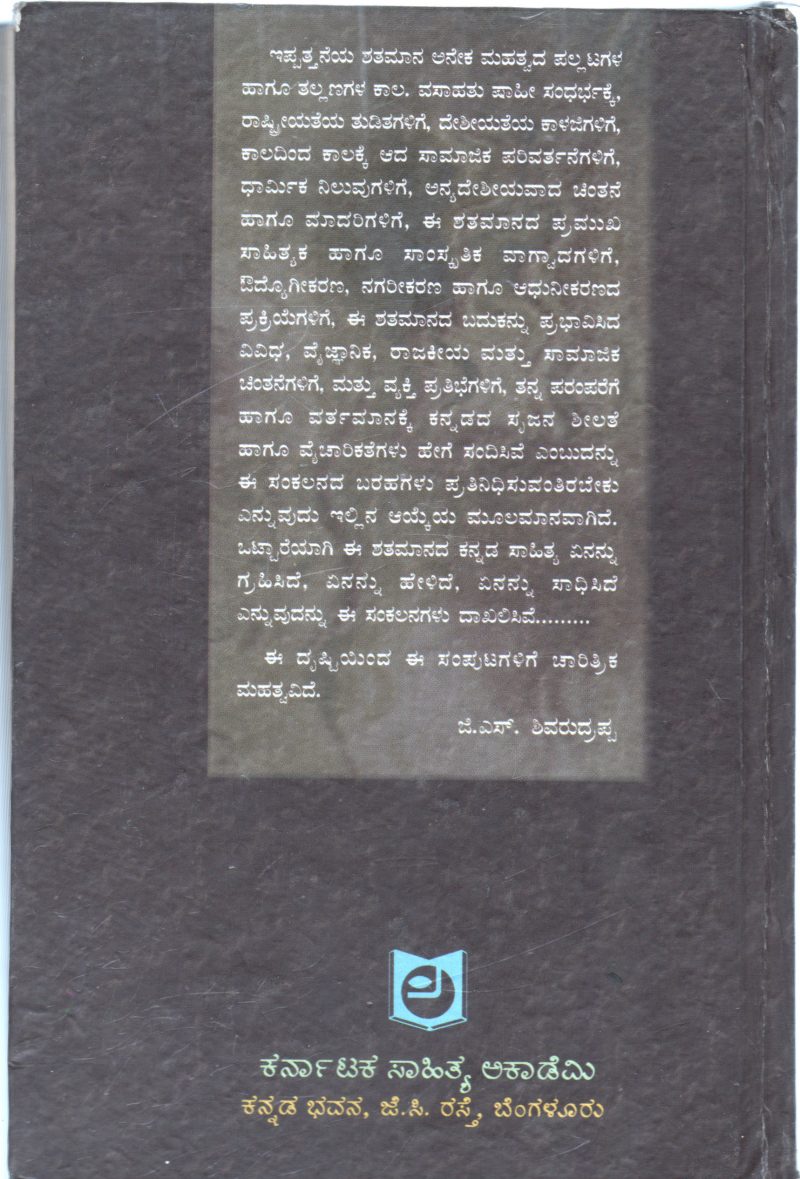 ಇಪ್ಪತ್ತನೆಯ ಶತಮಾನ ಅನೇಕ ಮಹತ್ವದ ಪಲ್ಲಟಗಳ
ಹಾಗೂ ತಲ್ಲಣಗಳ ಕಾಲ. ವಸಾಹತು ಷಾಹೀ ಸಂಧರ್ಭಕ್ಕೆ,
ರಾಷ್ಟ್ರೀಯತೆಯ ತುಡಿತಗಳಿಗೆ, ದೇಶೀಯತೆಯ ಕಾಳಜಿಗಳಿಗೆ,
ಕಾಲದಿಂದ ಕಾಲಕ್ಕೆ ಆದ ಸಾಮಾಜಿಕ ಪರಿವರ್ತನೆಗಳಿಗೆ,
ಧಾರ್ಮಿಕ ನಿಲುವುಗಳಿಗೆ, ಅನ್ಯದೇಶೀಯವಾದ ಚಿಂತನೆ
ಹಾಗೂ ಮಾದರಿಗಳಿಗೆ, ಈ ಶತಮಾನದ ಪ್ರಮುಖ
ಸಾಹಿತ್ಯಕ ಹಾಗೂ ಸಾಂಸ್ಕೃತಿಕ ವಾಗ್ವಾದಗಳಿಗೆ,
ಔದ್ಯೋಗೀಕರಣ, ನಗರೀಕರಣ ಹಾಗೂ ಆಧುನೀಕರಣದ
ಪ್ರಕ್ರಿಯೆಗಳಿಗೆ, ಈ ಶತಮಾನದ ಬದುಕನ್ನು ಪ್ರಭಾವಿಸಿದ
ವಿವಿಧ, ವೈಜ್ಞಾನಿಕ, ರಾಜಕೀಯ ಮತ್ತು ಸಾಮಾಜಿಕ
ಚಿಂತನೆಗಳಿಗೆ, ಮತ್ತು ವ್ಯಕ್ತಿ ಪ್ರತಿಭೆಗಳಿಗೆ, ತನ್ನ ಪರಂಪರೆಗೆ
ಹಾಗೂ ವರ್ತಮಾನಕ್ಕೆ ಕನ್ನಡದ ಸೃಜನ ಶೀಲತೆ
ಹಾಗೂ ವೈಚಾರಿಕತೆಗಳು ಹೇಗೆ ಸಂದಿಸಿವೆ ಎಂಬುದನ್ನು
ಈ ಸಂಕಲನದ ಬರಹಗಳು ಪ್ರತಿನಿಧಿಸುವಂತಿರಬೇಕು
ಎನ್ನುವುದು ಇಲ್ಲಿನ ಆಯ್ಕೆಯ ಮೂಲಮಾನವಾಗಿದೆ.
ಒಟ್ಟಾರೆಯಾಗಿ ಈ ಶತಮಾನದ ಕನ್ನಡ ಸಾಹಿತ್ಯ ಏನನ್ನು
ಗ್ರಹಿಸಿದೆ, ಏನನ್ನು ಹೇಳಿದೆ, ಏನನ್ನು ಸಾಧಿಸಿದೆ
ಎನ್ನುವುದನ್ನು ಈ ಸಂಕಲನಗಳು ದಾಖಲಿಸಿವೆ.........
ಈ ದೃಷ್ಟಿಯಿಂದ ಈ ಸಂಪುಟಗಳಿಗೆ ಚಾರಿತ್ರಿಕ
ಮಹತ್ವವಿದೆ.
ಜಿ.ಎಸ್. ಶಿವರುದ್ರಪ್ಪ
ಕರ್ನಾಟಕ ಸಾಹಿತ್ಯ ಅಕಾಡೆಮಿ
ಕನ್ನಡ ಭವನ, ಜೆ.ಸಿ. ರಸ್ತೆ, ಬೆಂಗಳೂರು